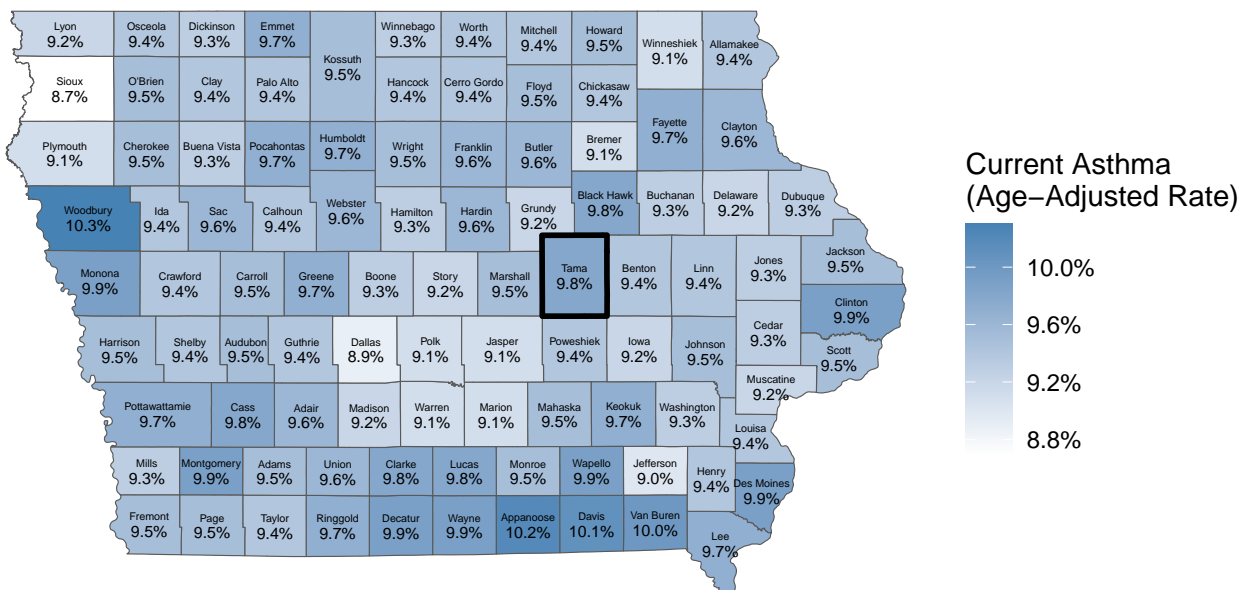 Lyon
9.2%
Osceola
9.4%
Dickinson
9.3%
Emmet
9.7%
Kossuth
9.5%
Winnebago
9.3%
Worth
9.4%
Mitchell
9.4%
Howard
9.5%
Winneshiek
9.1%
Allamakee
9.4%
Sioux
8.7%
O'Brien
9.5%
Clay
9.4%
Palo Alto
9.4%
Hancock
9.4%
Cerro Gordo
9.4%
Floyd
9.5%
Chickasaw
9.4%
Fayette
9.7%
Clayton
9.6%
Plymouth
9.1%
Cherokee
9.5%
Buena Vista
9.3%
Pocahontas
9.7%
Humboldt
9.7%
Wright
9.5%
Franklin
9.6%
Butler
9.6%
Bremer
9.1%
Woodbury
10.3%
Ida
9.4%
Sac
9.6%
Calhoun
9.4%
Webster
9.6%
Hamilton
9.3%
Hardin
9.6%
Grundy
9.2%
Black Hawk
9.8%
Buchanan
9.3%
Delaware
9.2%
Dubuque
9.3%
Monona
9.9%
Crawford
9.4%
Carroll
9.5%
Greene
9.7%
Boone
9.3%
Story
9.2%
Marshall
9.5%
Tama
9.8%
Benton
9.4%
Linn
9.4%
Jones
9.3%
Jackson
9.5%
Clinton
9.9%
Harrison
9.5%
Shelby
9.4%
Audubon
9.5%
Guthrie
9.4%
Dallas
8.9%
Polk
9.1%
Jasper
9.1%
Poweshiek
9.4%
Iowa
9.2%
Johnson
9.5%
Cedar
9.3%
Scott
9.5%
Muscatine
9.2%
Pottawattamie
9.7%
Cass
9.8%
Adair
9.6%
Madison
9.2%
Warren
9.1%
Marion
9.1%
Mahaska
9.5%
Keokuk
9.7%
Washington
9.3%
Louisa
9.4%
Mills
9.3%
Montgomery
9.9%
Adams
9.5%
Union
9.6%
Clarke
9.8%
Lucas
9.8%
Monroe
9.5%
Wapello
9.9%
Jefferson
9.0%
Henry
9.4%
Des Moines
9.9%
Fremont
9.5%
Page
9.5%
Taylor
9.4%
Ringgold
9.7%
Decatur
9.9%
Wayne
9.9%
Appanoose
10.2%
Davis
10.1%
Van Buren
10.0%
Lee
9.7%
Current Asthma
(Age−Adjusted Rate)
10.0%
9.6%
9.2%
8.8%